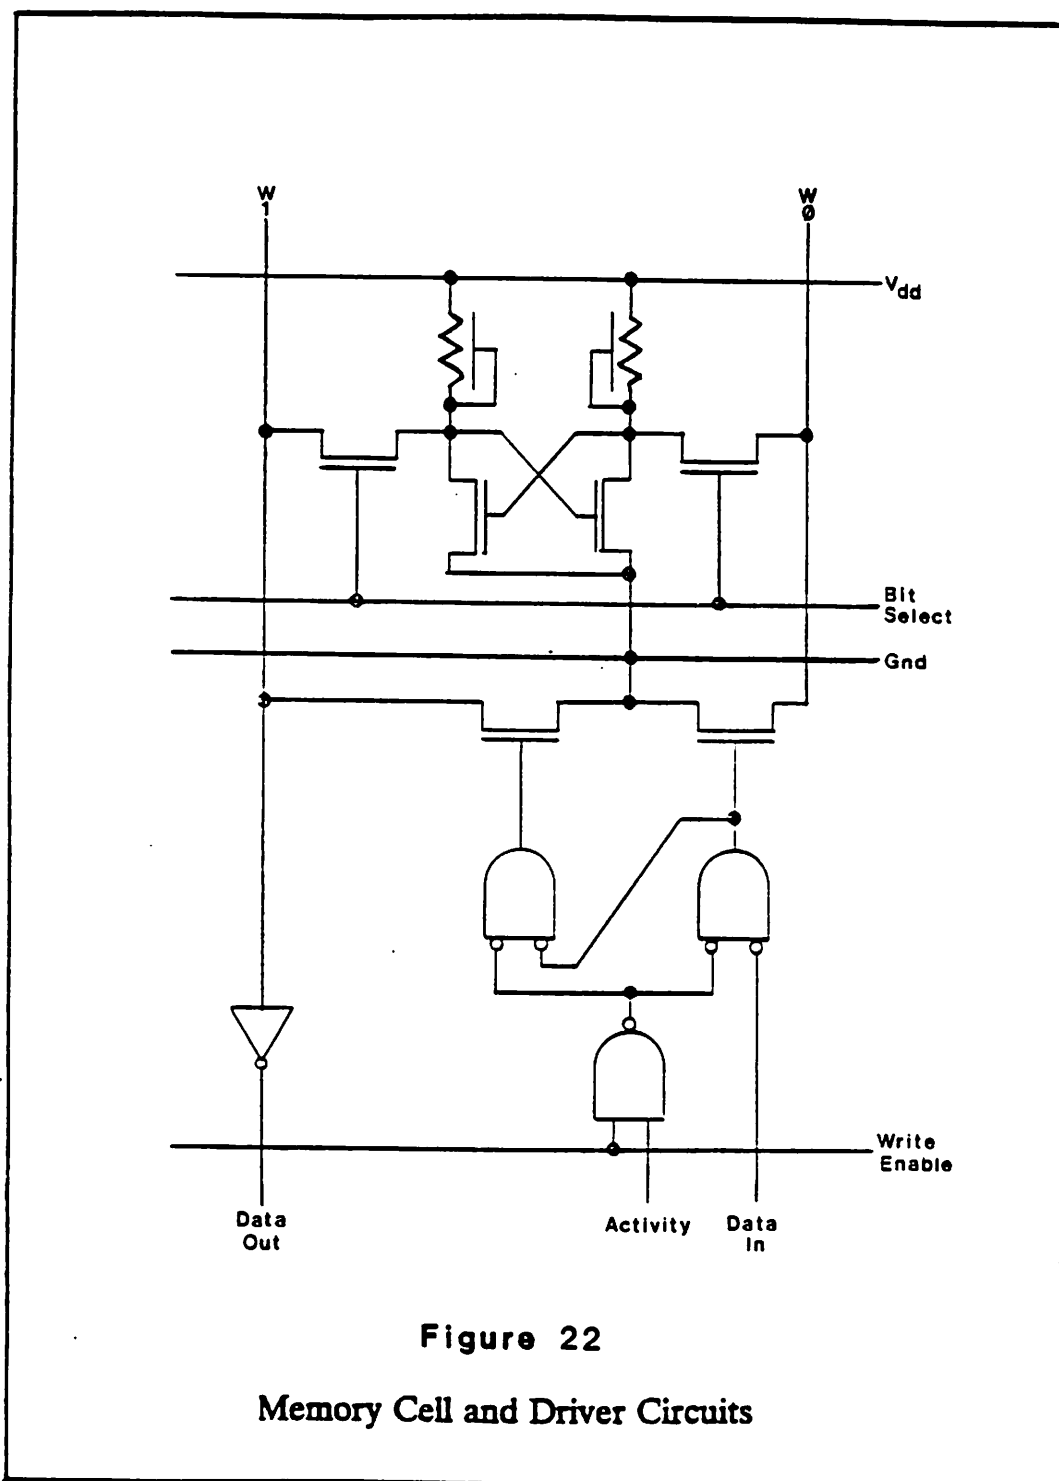 W
1
W
0
Vdd
Bit
Select
Gnd
Write
Enable
Data
Out
Activity
Data
In
Figure 22
Memory Cell and Driver Circuits